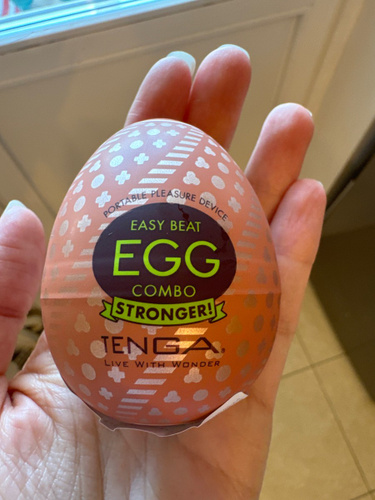 PORTABLE PLEASURE DEVICE
EASY BEAT
EGG
COMBO
STRONGER!
TENGA®
LIVE WITH WONDER